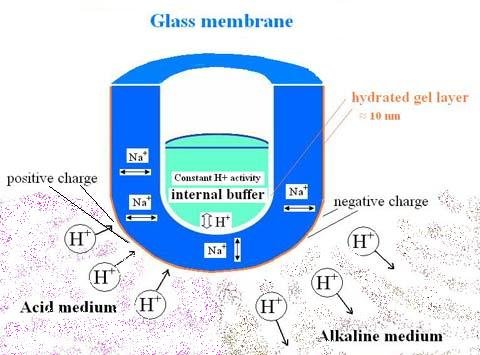 Glass membrane
hydrated gel layer
≈ 10 nm
Na⁺
Constant H+ activity
internal buffer
positive charge
Na⁺
Na⁺
negative charge
H⁺
Na⁺
H⁺
H⁺
H⁺
H⁺
Acid medium
H⁺
H⁺
Alkaline medium